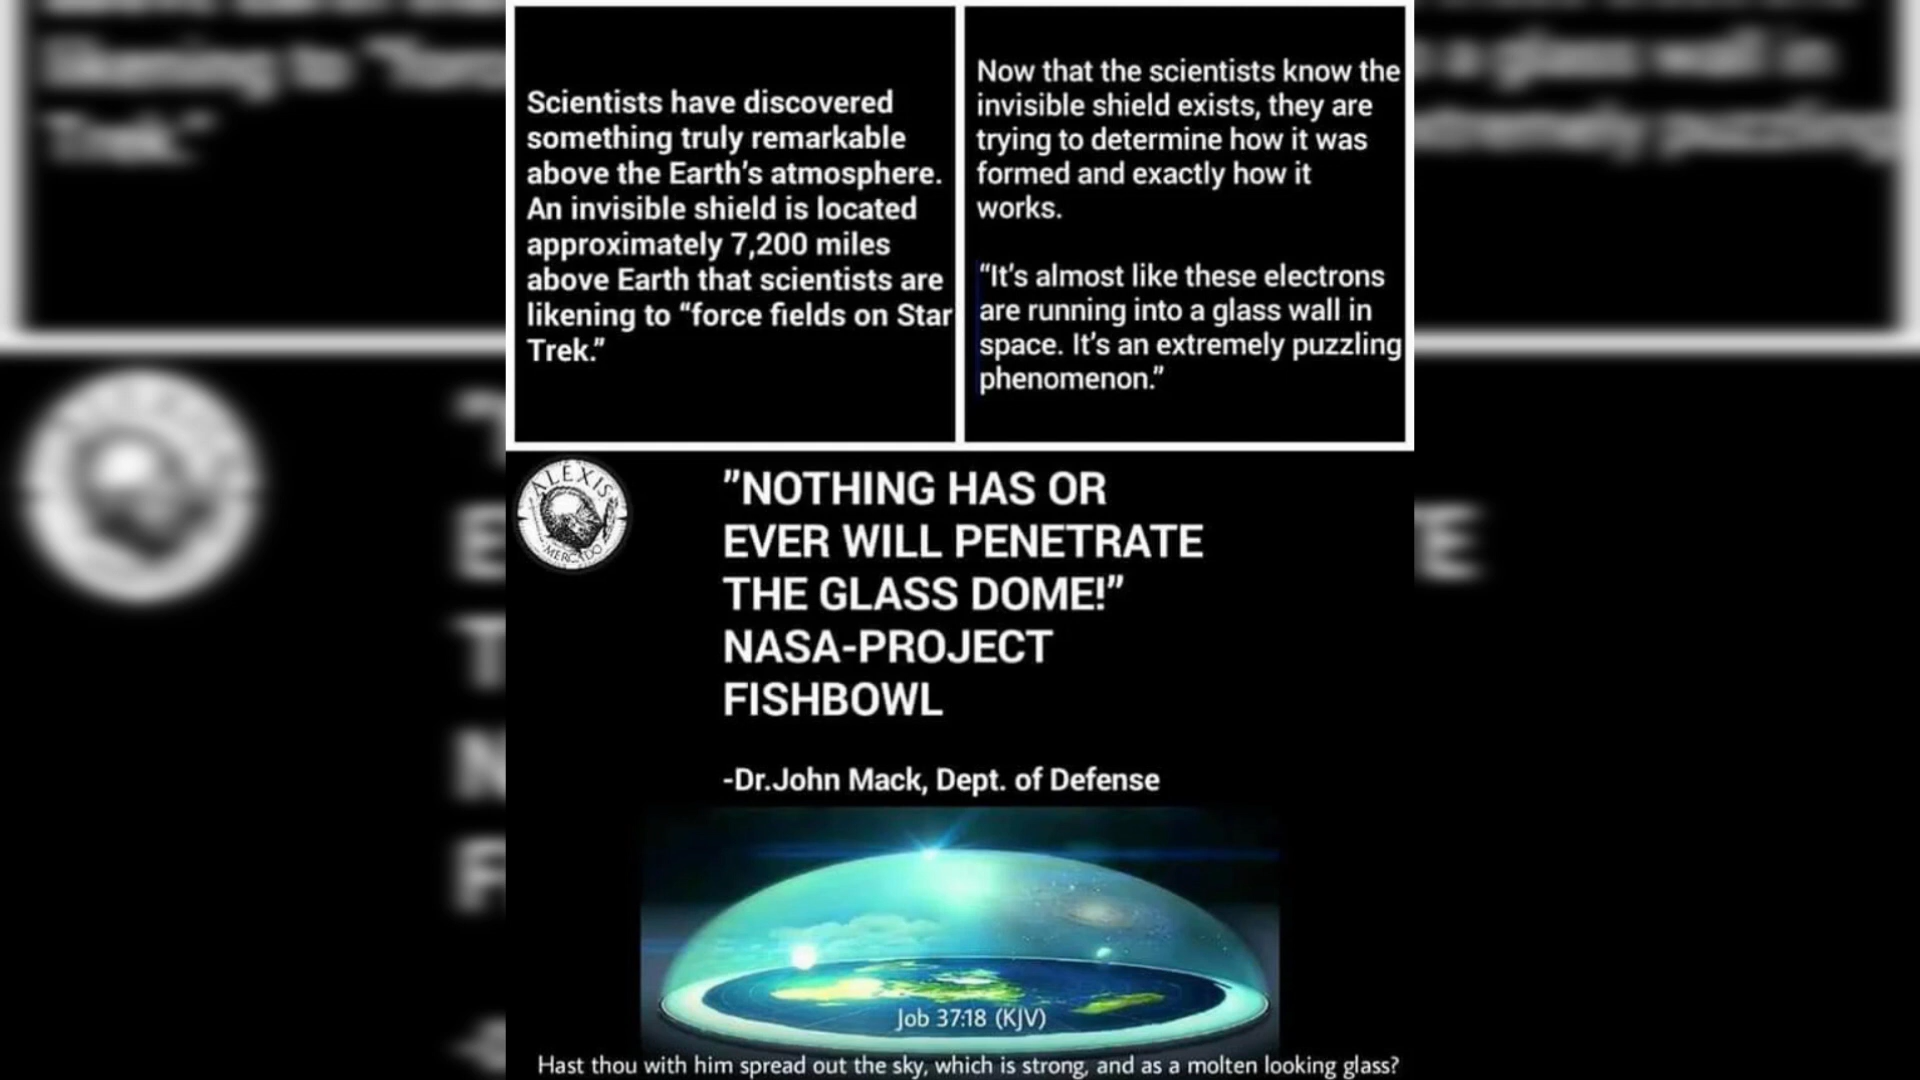 Scientists have discovered
something truly remarkable
above the Earth's atmosphere.
An invisible shield is located
approximately 7,200 miles
above Earth that scientists are
likening to “force fields on Star
Trek.”
Now that the scientists know the
invisible shield exists, they are
trying to determine how it was
formed and exactly how it
works.
“It's almost like these electrons
are running into a glass wall in
space. It's an extremely puzzling
phenomenon.”
ALEXIS
MERCADO
”NOTHING HAS OR
EVER WILL PENETRATE
THE GLASS DOME!”
NASA-PROJECT
FISHBOWL
-Dr.John Mack, Dept. of Defense
Job 37:18 (KJV)
Hast thou with him spread out the sky, which is strong, and as a molten looking glass?